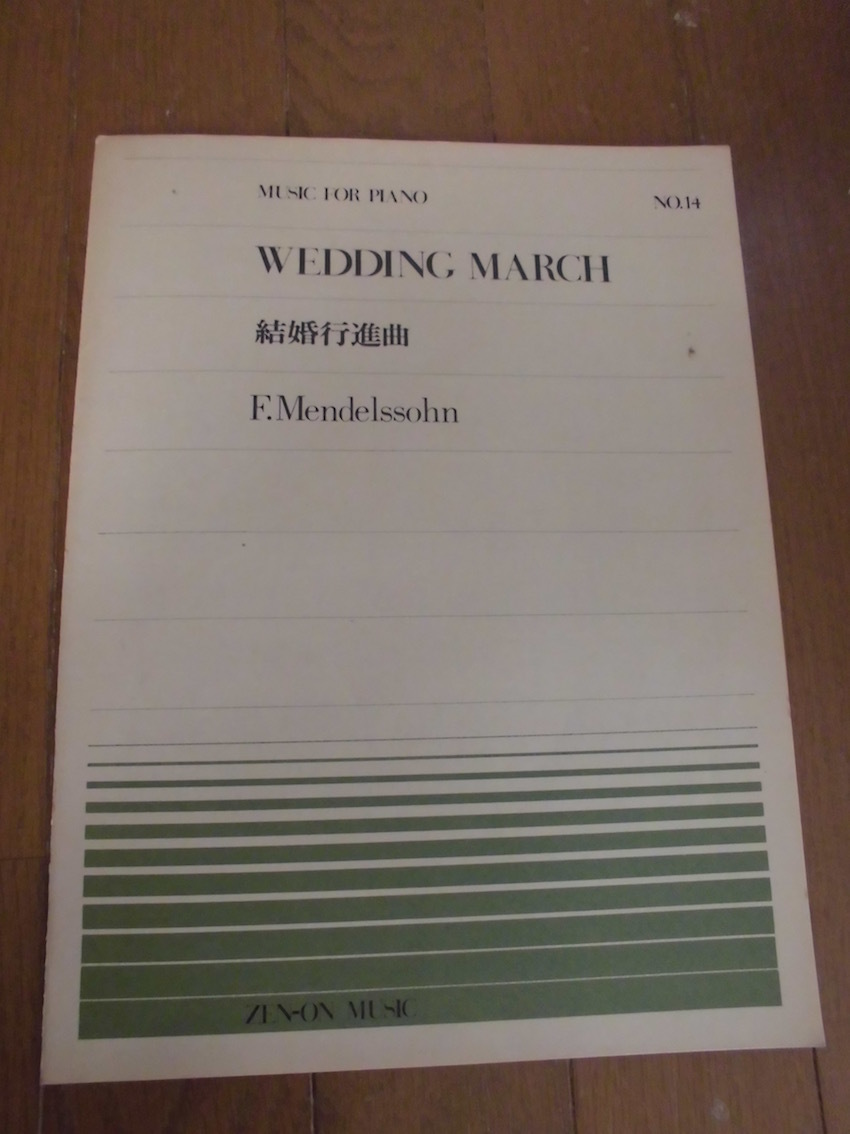 MUSIC FOR PIANO NO.14
WEDDING MARCH
結婚行進曲
F.Mendelssohn
ZEN-ON MUSIC